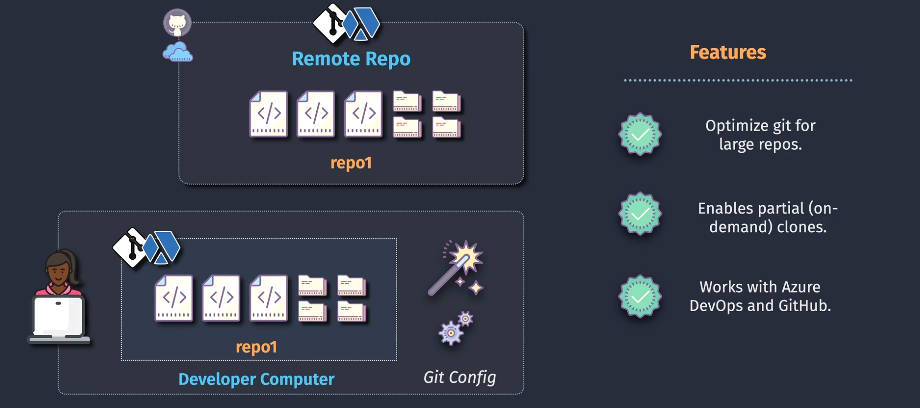 Remote Repo
repo1
repo1
Developer Computer
Git Config
Features
Optimize git for
large repos.
Enables partial (on-
demand) clones.
Works with Azure
DevOps and GitHub.